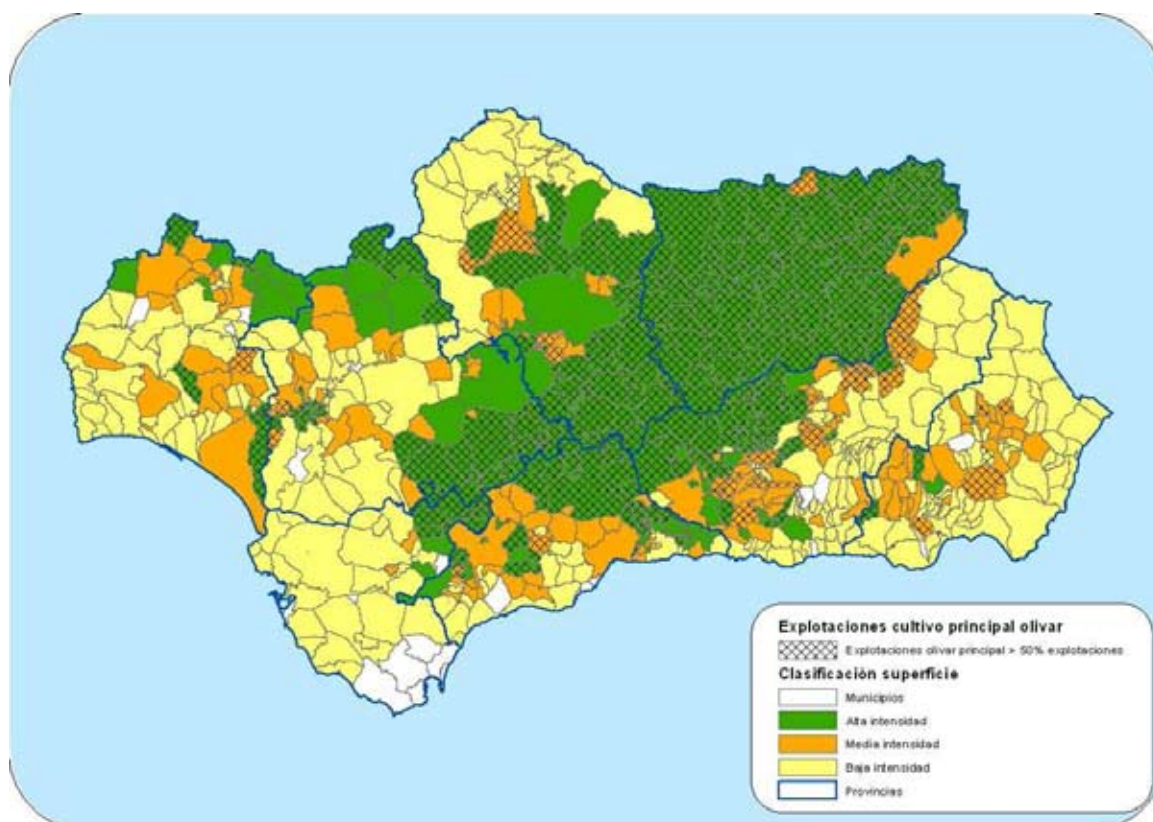 Explotaciones cultivo principal olivar
Explotaciones olivar principal > 50% explotaciones
Clasificación superficie
Municipios
Alta intensidad
Media intensidad
Baja intensidad
Provincias